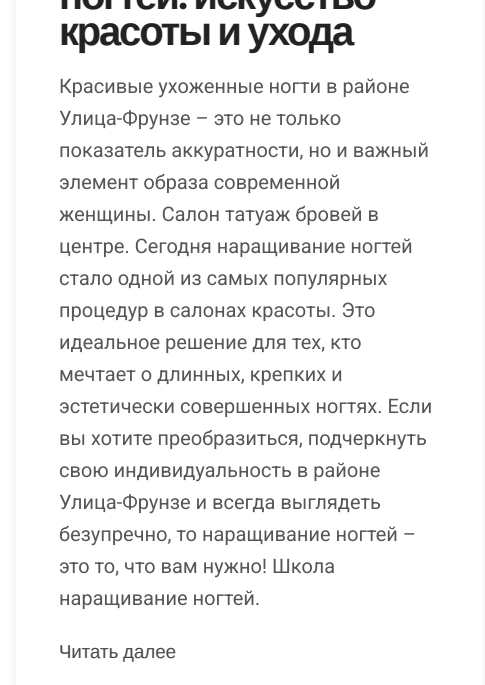 ногтей: искусство
красоты и ухода
Красивые ухоженные ногти в районе
Улица-Фрунзе – это не только
показатель аккуратности, но и важный
элемент образа современной
женщины. Салон татуаж бровей в
центре. Сегодня наращивание ногтей
стало одной из самых популярных
процедур в салонах красоты. Это
идеальное решение для тех, кто
мечтает о длинных, крепких и
эстетически совершенных ногтях. Если
вы хотите преобразиться, подчеркнуть
свою индивидуальность в районе
Улица-Фрунзе и всегда выглядеть
безупречно, то наращивание ногтей –
это то, что вам нужно! Школа
наращивание ногтей.
Читать далее